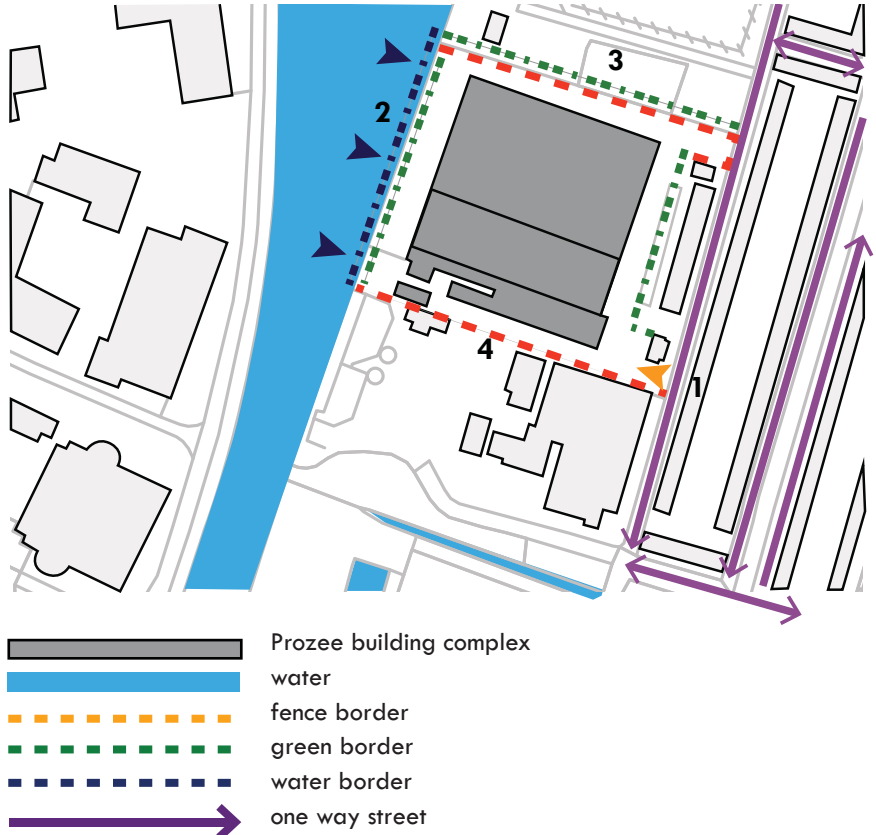 3
2
4
1
Prozee building complex
water
fence border
green border
water border
one way street